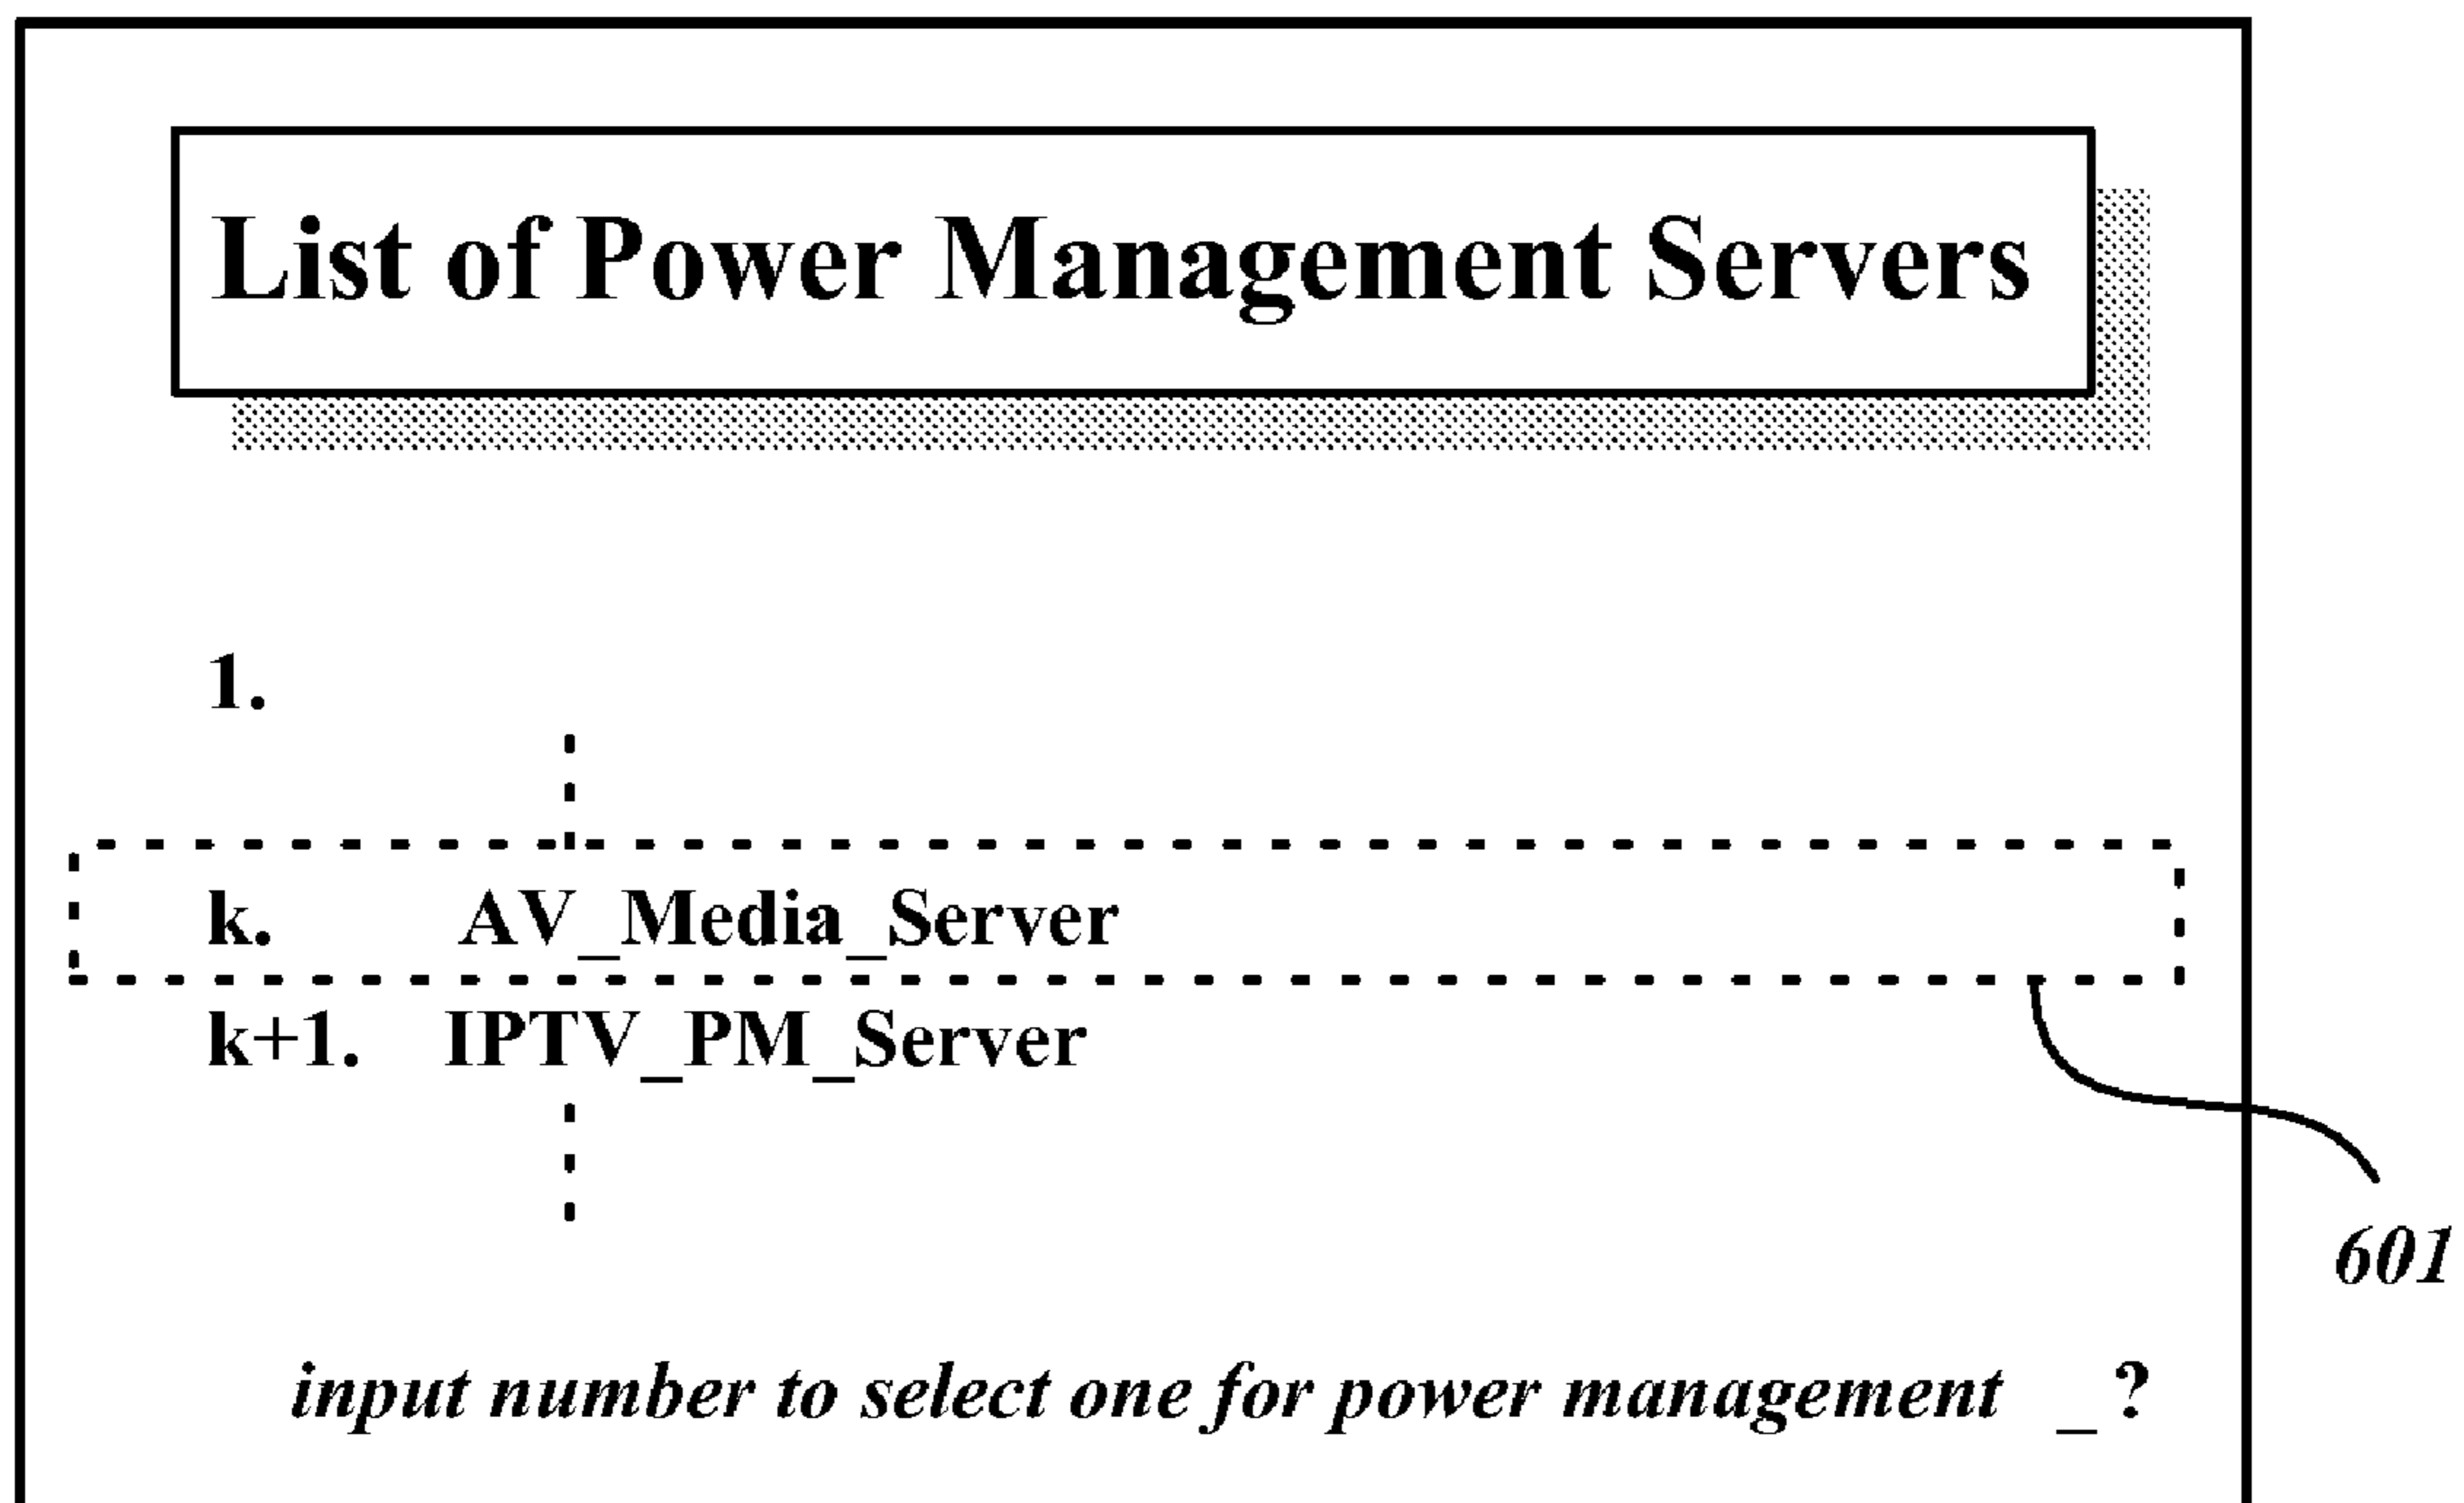 List of Power Management Servers
1.
k. AV_Media_Server
k+1. IPTV_PM_Server
601
input number to select one for power management _ ?